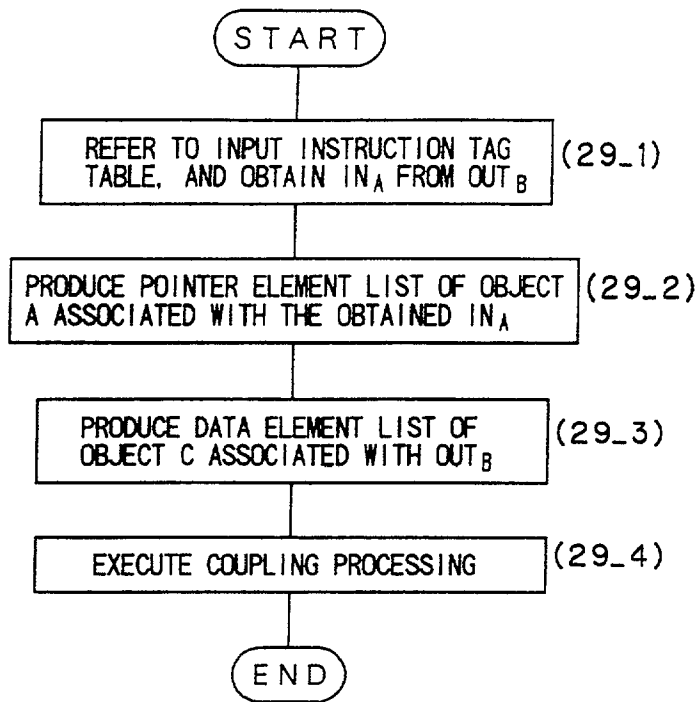 START
REFER TO INPUT INSTRUCTION TAG
TABLE, AND OBTAIN IN_A FROM OUT_B
(29_1)
PRODUCE POINTER ELEMENT LIST OF OBJECT
A ASSOCIATED WITH THE OBTAINED IN_A
(29_2)
PRODUCE DATA ELEMENT LIST OF
OBJECT C ASSOCIATED WITH OUT_B
(29_3)
EXECUTE COUPLING PROCESSING
(29_4)
END